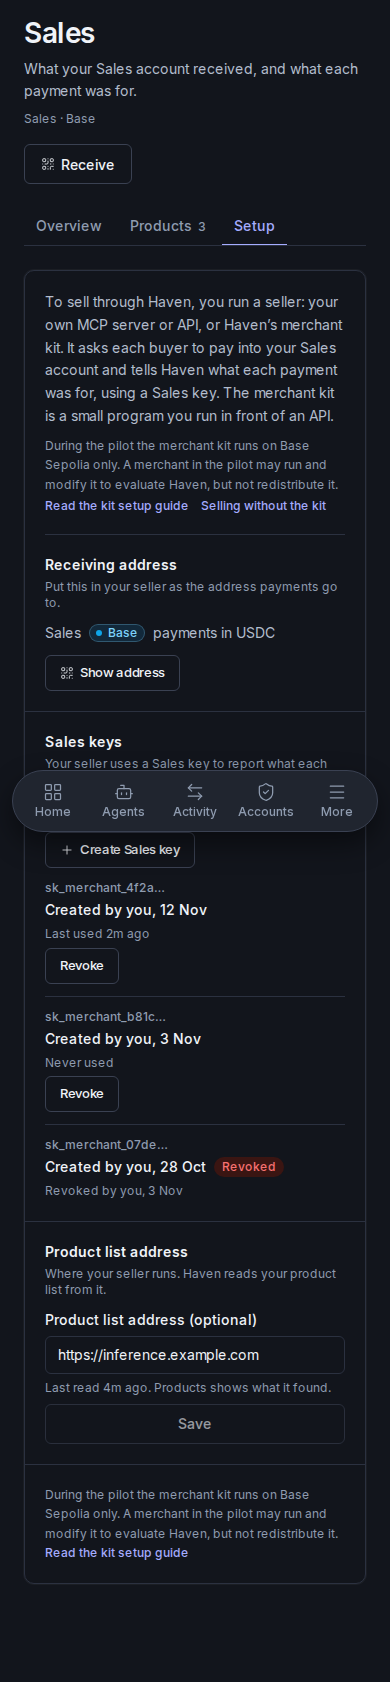 Sales
What your Sales account received, and what each
payment was for.
Sales · Base
Receive
Overview Products 3 Setup
To sell through Haven, you run a seller: your
own MCP server or API, or Haven’s merchant
kit. It asks each buyer to pay into your Sales
account and tells Haven what each payment
was for, using a Sales key. The merchant kit
is a small program you run in front of an API.
During the pilot the merchant kit runs on Base
Sepolia only. A merchant in the pilot may run and
modify it to evaluate Haven, but not redistribute it.
Read the kit setup guide Selling without the kit
Receiving address
Put this in your seller as the address payments go
to.
Sales Base payments in USDC
Show address
Sales keys
Your seller uses a Sales key to report what each
Home Agents Activity Accounts More
Create Sales key
sk_merchant_4f2a…
Created by you, 12 Nov
Last used 2m ago
Revoke
sk_merchant_b81c…
Created by you, 3 Nov
Never used
Revoke
sk_merchant_07de…
Created by you, 28 Oct Revoked
Revoked by you, 3 Nov
Product list address
Where your seller runs. Haven reads your product
list from it.
Product list address (optional)
https://inference.example.com
Last read 4m ago. Products shows what it found.
Save
During the pilot the merchant kit runs on Base
Sepolia only. A merchant in the pilot may run and
modify it to evaluate Haven, but not redistribute it.
Read the kit setup guide